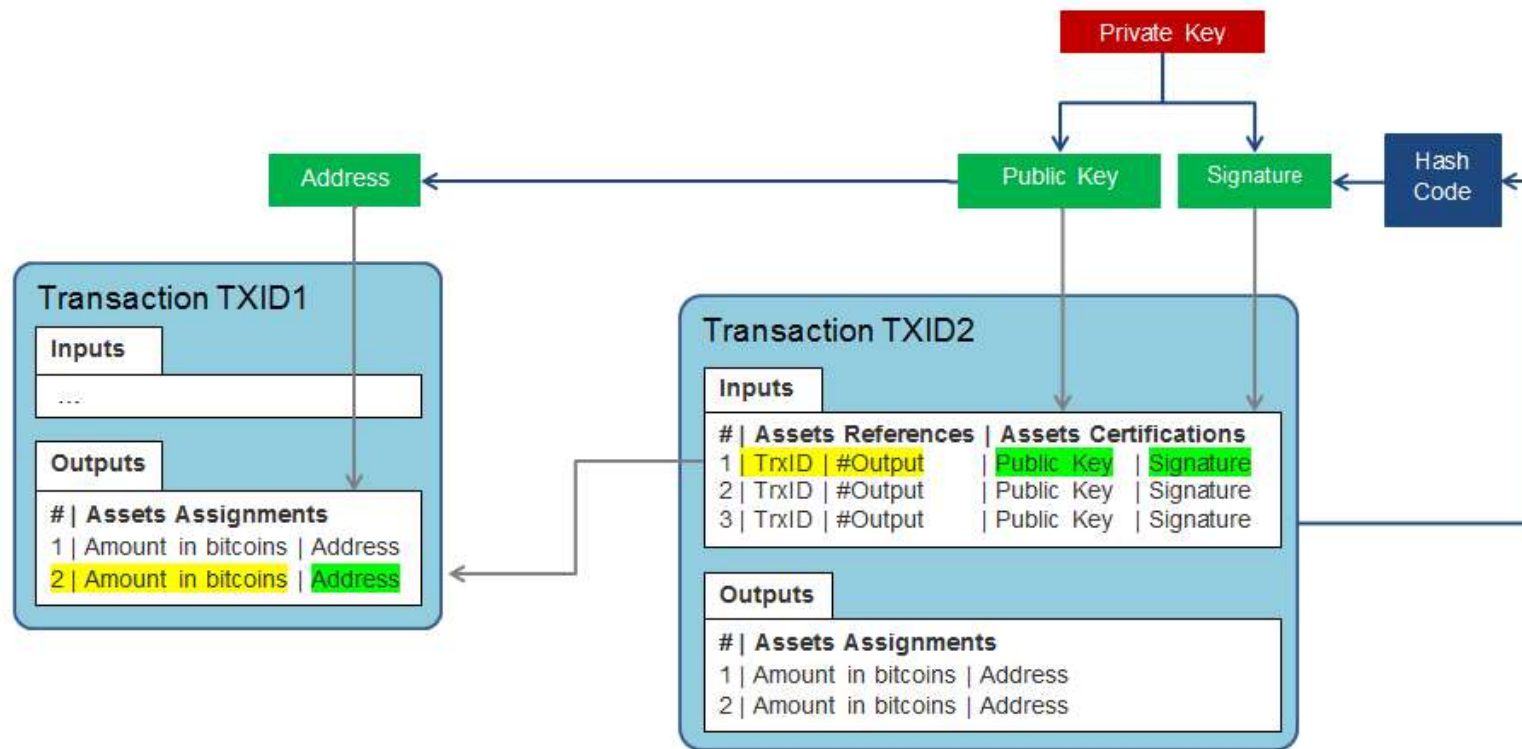 Private Key
Address
Public Key
Signature
Hash
Code
Transaction TXID1
Inputs
...
Outputs
# | Assets Assignments
1 | Amount in bitcoins | Address
2 | Amount in bitcoins | Address
Transaction TXID2
Inputs
# | Assets References | Assets Certifications
1 | TrxID | #Output | Public Key | Signature
2 | TrxID | #Output | Public Key | Signature
3 | TrxID | #Output | Public Key | Signature
Outputs
# | Assets Assignments
1 | Amount in bitcoins | Address
2 | Amount in bitcoins | Address